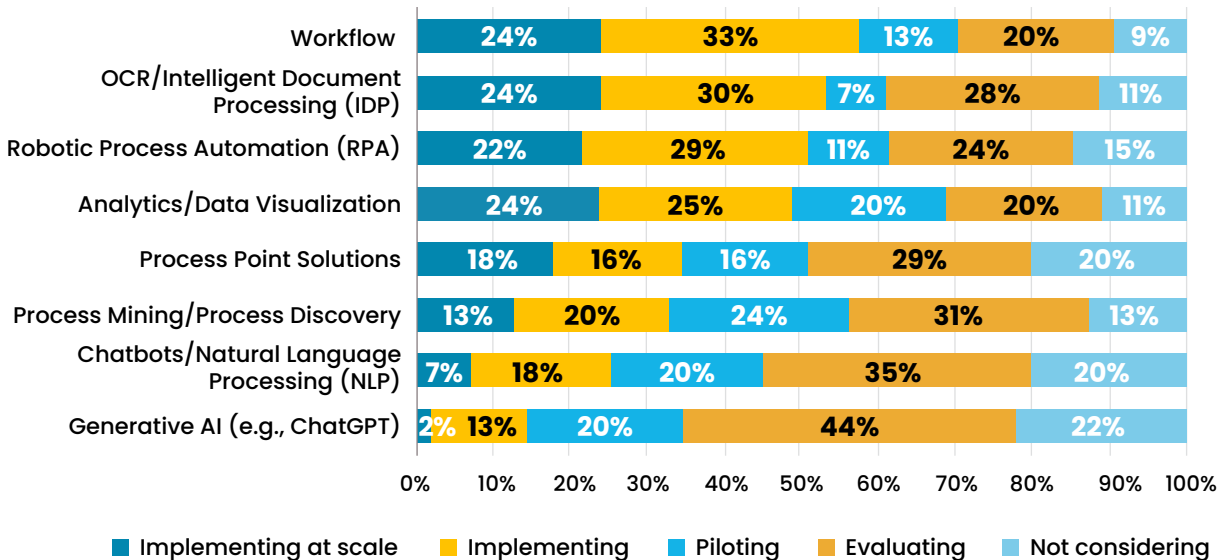 Workflow 24% 33% 13% 20% 9%
OCR/Intelligent Document
Processing (IDP) 24% 30% 7% 28% 11%
Robotic Process Automation (RPA) 22% 29% 11% 24% 15%
Analytics/Data Visualization 24% 25% 20% 20% 11%
Process Point Solutions 18% 16% 16% 29% 20%
Process Mining/Process Discovery 13% 20% 24% 31% 13%
Chatbots/Natural Language
Processing (NLP) 7% 18% 20% 35% 20%
Generative AI (e.g., ChatGPT) 2% 13% 20% 44% 22%
0% 10% 20% 30% 40% 50% 60% 70% 80% 90% 100%
Implementing at scale Implementing Piloting Evaluating Not considering